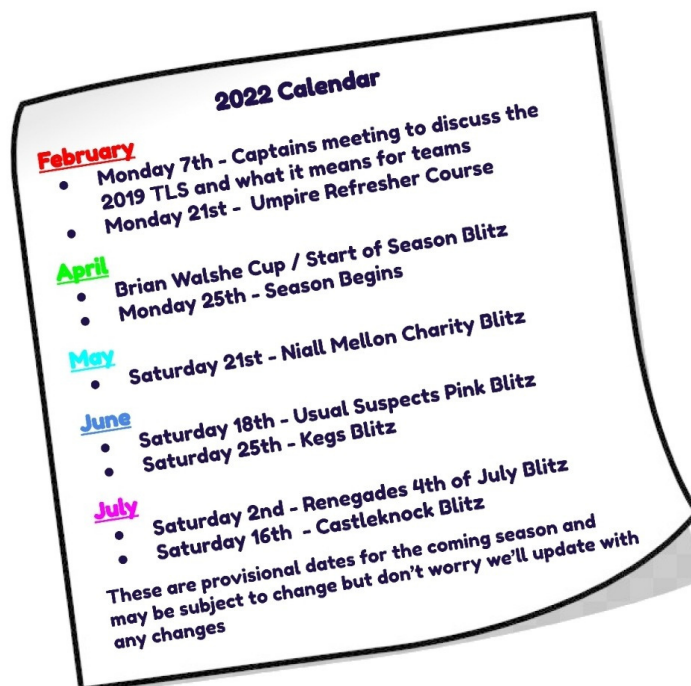 2022 Calendar
February
• Monday 7th - Captains meeting to discuss the
2019 TLS and what it means for teams
• Monday 21st - Umpire Refresher Course
April
• Brian Walshe Cup / Start of Season Blitz
• Monday 25th - Season Begins
May
• Saturday 21st - Niall Mellon Charity Blitz
June
• Saturday 18th - Usual Suspects Pink Blitz
• Saturday 25th - Kegs Blitz
July
• Saturday 2nd - Renegades 4th of July Blitz
• Saturday 16th - Castleknock Blitz
These are provisional dates for the coming season and
may be subject to change but don't worry we'll update with
any changes